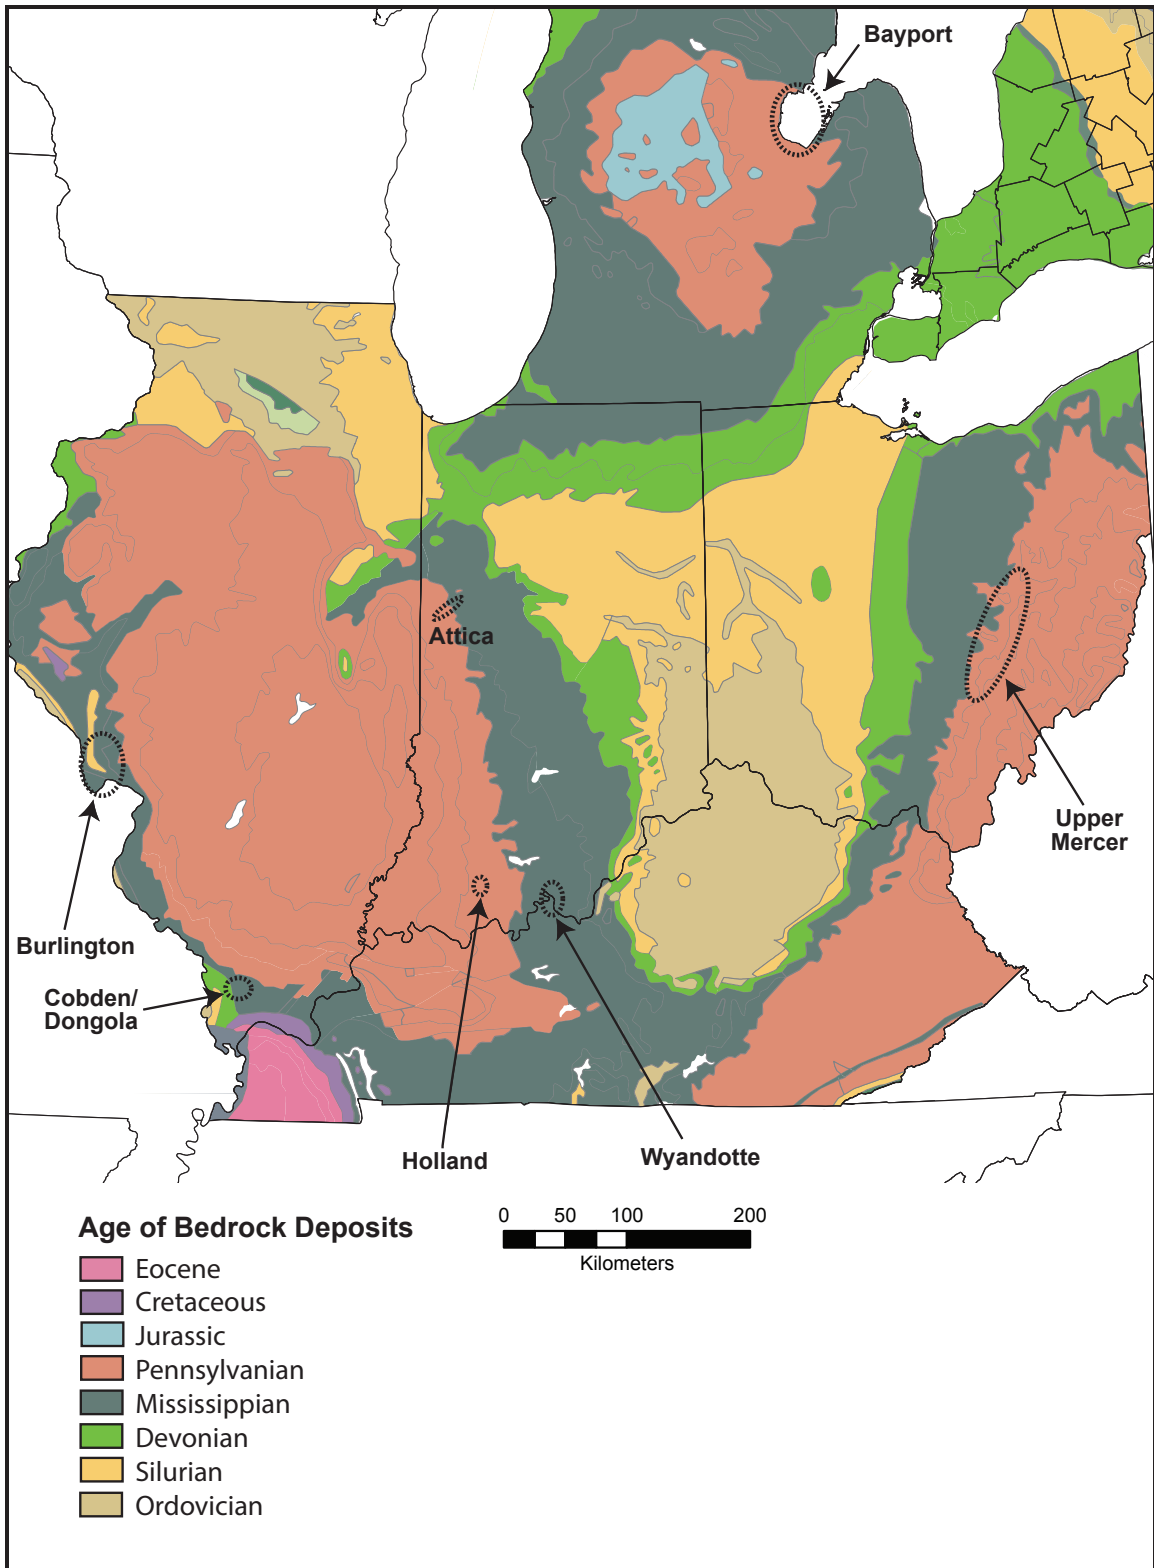 Bayport
Attica
Upper
Mercer
Burlington
Cobden/
Dongola
Holland
Wyandotte
Age of Bedrock Deposits
0 50 100 200
Kilometers
Eocene
Cretaceous
Jurassic
Pennsylvanian
Mississippian
Devonian
Silurian
Ordovician